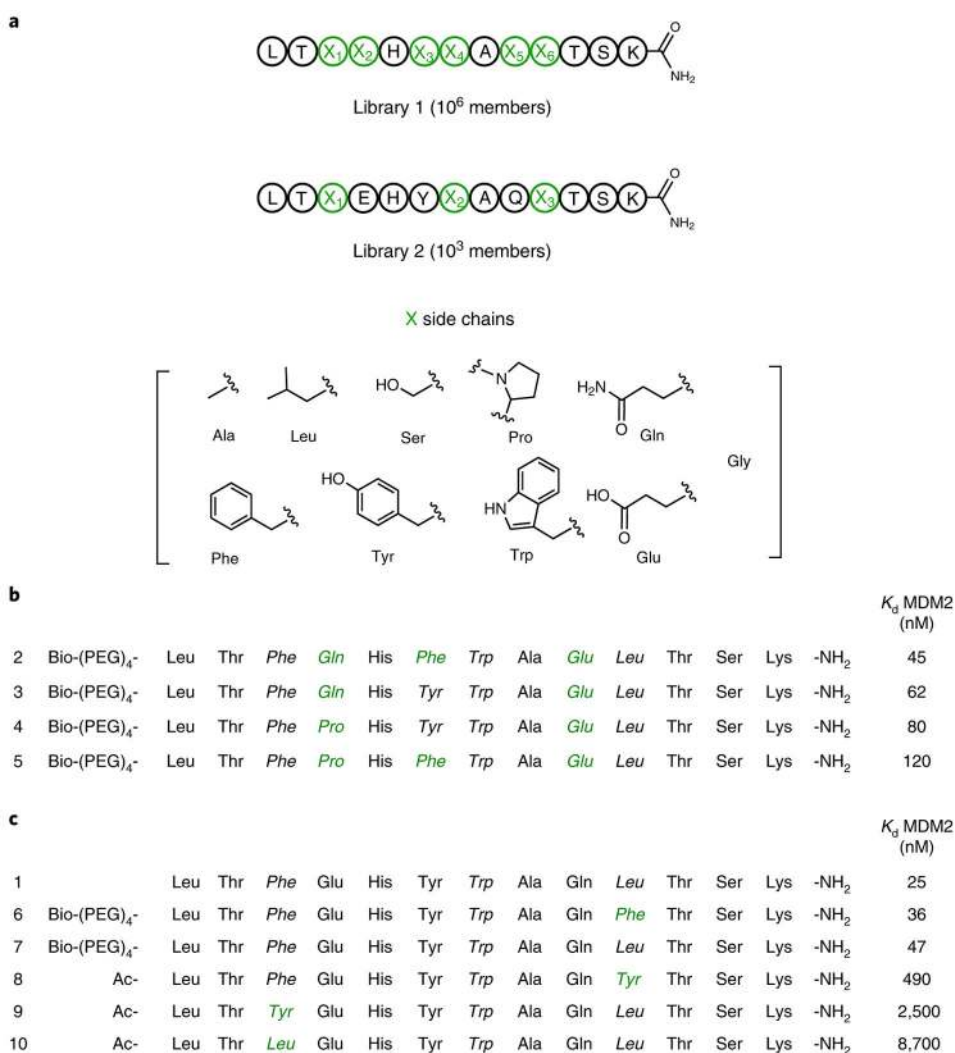 a
L T X1 X2 H X3 X4 A X5 X6 T S K O NH2
Library 1 (10^6 members)
L T X1 E H Y X2 A Q X3 T S K O NH2
Library 2 (10^3 members)
X side chains
HO N H2N O
Ala Leu Ser Pro Gln
Gly
HO HN HO O
Phe Tyr Trp Glu
b
Kd MDM2
(nM)
2 Bio-(PEG)4- Leu Thr Phe Gln His Phe Trp Ala Glu Leu Thr Ser Lys -NH2 45
3 Bio-(PEG)4- Leu Thr Phe Gln His Tyr Trp Ala Glu Leu Thr Ser Lys -NH2 62
4 Bio-(PEG)4- Leu Thr Phe Pro His Tyr Trp Ala Glu Leu Thr Ser Lys -NH2 80
5 Bio-(PEG)4- Leu Thr Phe Pro His Phe Trp Ala Glu Leu Thr Ser Lys -NH2 120
c
Kd MDM2
(nM)
1 Leu Thr Phe Glu His Tyr Trp Ala Gln Leu Thr Ser Lys -NH2 25
6 Bio-(PEG)4- Leu Thr Phe Glu His Tyr Trp Ala Gln Phe Thr Ser Lys -NH2 36
7 Bio-(PEG)4- Leu Thr Phe Glu His Tyr Trp Ala Gln Leu Thr Ser Lys -NH2 47
8 Ac- Leu Thr Phe Glu His Tyr Trp Ala Gln Tyr Thr Ser Lys -NH2 490
9 Ac- Leu Thr Tyr Glu His Tyr Trp Ala Gln Leu Thr Ser Lys -NH2 2,500
10 Ac- Leu Thr Leu Glu His Tyr Trp Ala Gln Leu Thr Ser Lys -NH2 8,700